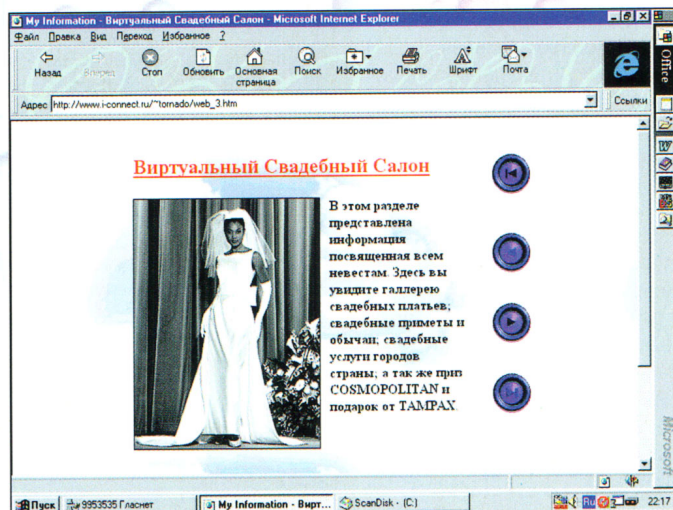 My Information - Виртуальный Свадебный Салон - Microsoft Internet Explorer
Файл Правка Вид Переход Избранное ?
Назад Вперед Стоп Обновить Основная страница Поиск Избранное Печать Шрифт Почта
Адрес http://www.i-connect.ru/~tornado/web_3.htm Ссылки
Office
Виртуальный Свадебный Салон
В этом разделе
представлена
информация
посвященная всем
невестам. Здесь вы
увидите галлерею
свадебных платьев;
свадебные приметы и
обычаи; свадебные
услуги городов
страны; а так же приз
COSMOPOLITAN и
подарок от TAMPAX.
Microsoft
Пуск 9953535 Гласнет My Information - Вирт... ScanDisk - (C:) Ru 22:17